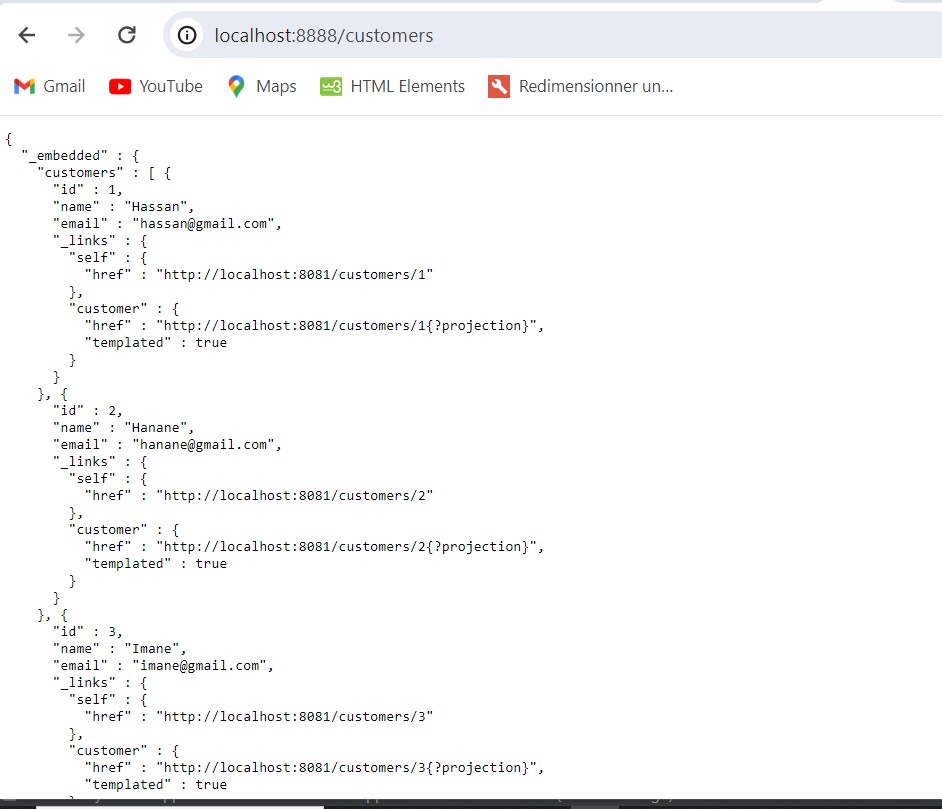 localhost:8888/customers
Gmail YouTube Maps HTML Elements Redimensionner un...
{
  "_embedded" : {
    "customers" : [ {
      "id" : 1,
      "name" : "Hassan",
      "email" : "hassan@gmail.com",
      "_links" : {
        "self" : {
          "href" : "http://localhost:8081/customers/1"
        },
        "customer" : {
          "href" : "http://localhost:8081/customers/1{?projection}",
          "templated" : true
        }
      }
    }, {
      "id" : 2,
      "name" : "Hanane",
      "email" : "hanane@gmail.com",
      "_links" : {
        "self" : {
          "href" : "http://localhost:8081/customers/2"
        },
        "customer" : {
          "href" : "http://localhost:8081/customers/2{?projection}",
          "templated" : true
        }
      }
    }, {
      "id" : 3,
      "name" : "Imane",
      "email" : "imane@gmail.com",
      "_links" : {
        "self" : {
          "href" : "http://localhost:8081/customers/3"
        },
        "customer" : {
          "href" : "http://localhost:8081/customers/3{?projection}",
          "templated" : true